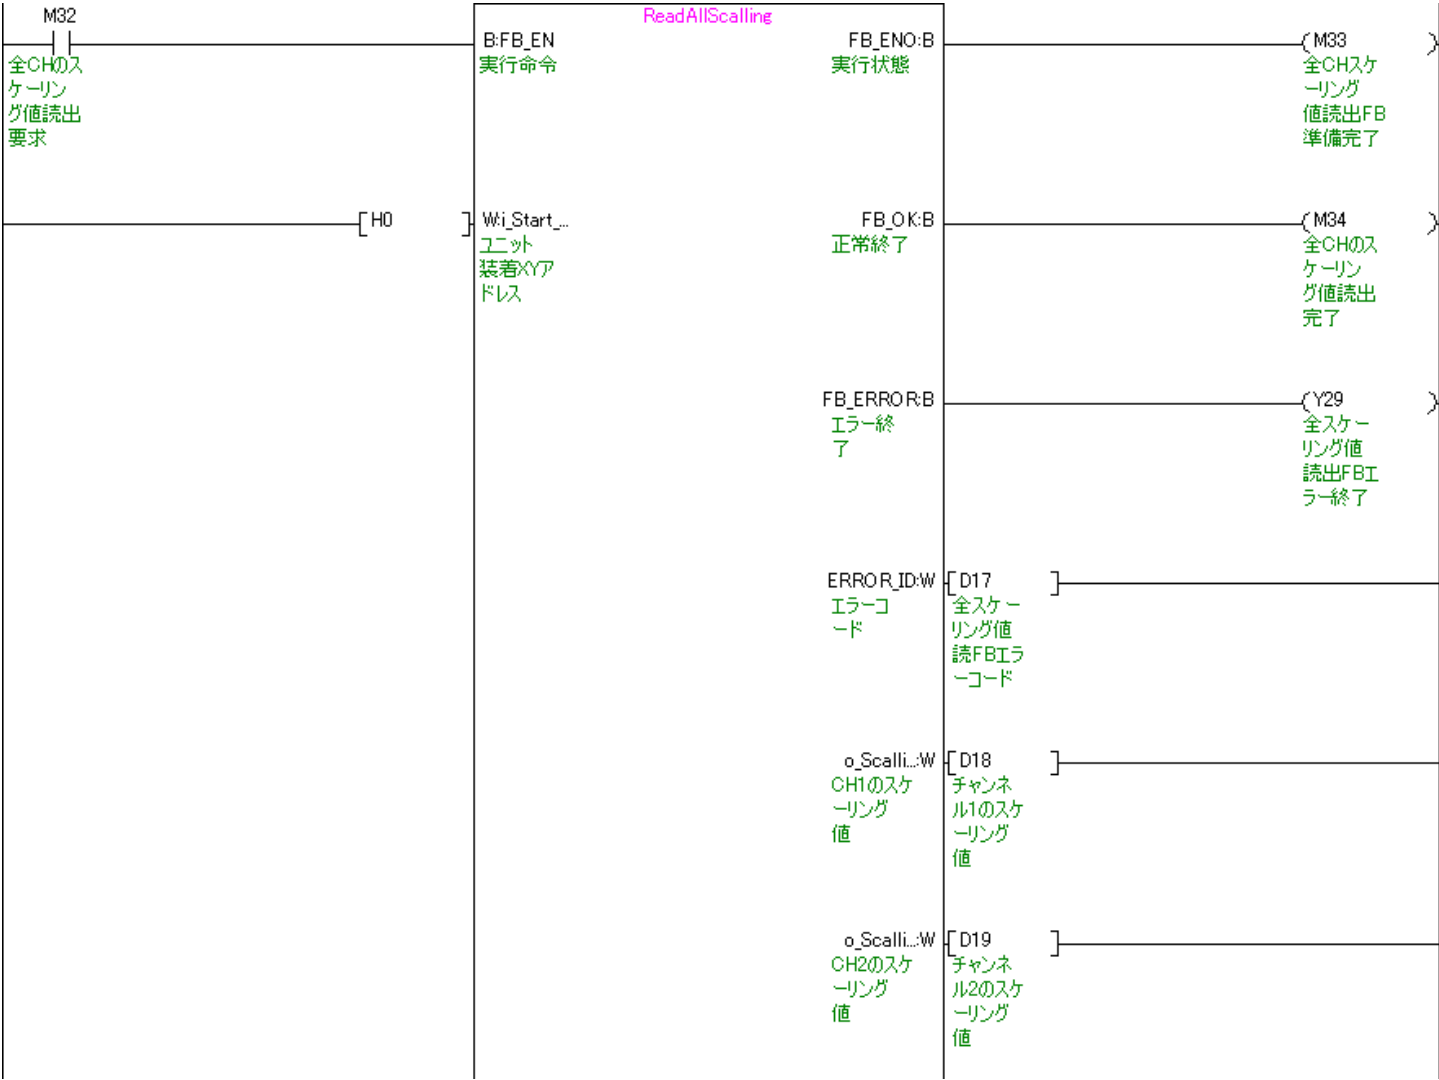 M32
全CHのス
ケーリン
グ値読出
要求
ReadAllScalling
B:FB_EN
実行命令
FB_ENO:B
実行状態
M33
全CHスケ
ーリング
値読出FB
準備完了
H0
W:i_Start_...
ユニット
装着XYア
ドレス
FB_OK:B
正常終了
M34
全CHのス
ケーリン
グ値読出
完了
FB_ERROR:B
エラー終
了
Y29
全スケー
リング値
読出FBエ
ラー終了
ERROR_ID:W
エラーコ
ード
D17
全スケー
リング値
読FBエラ
ーコード
o_Scalli...:W
CH1のスケ
ーリング
値
D18
チャンネ
ル1のスケ
ーリング
値
o_Scalli...:W
CH2のスケ
ーリング
値
D19
チャンネ
ル2のスケ
ーリング
値